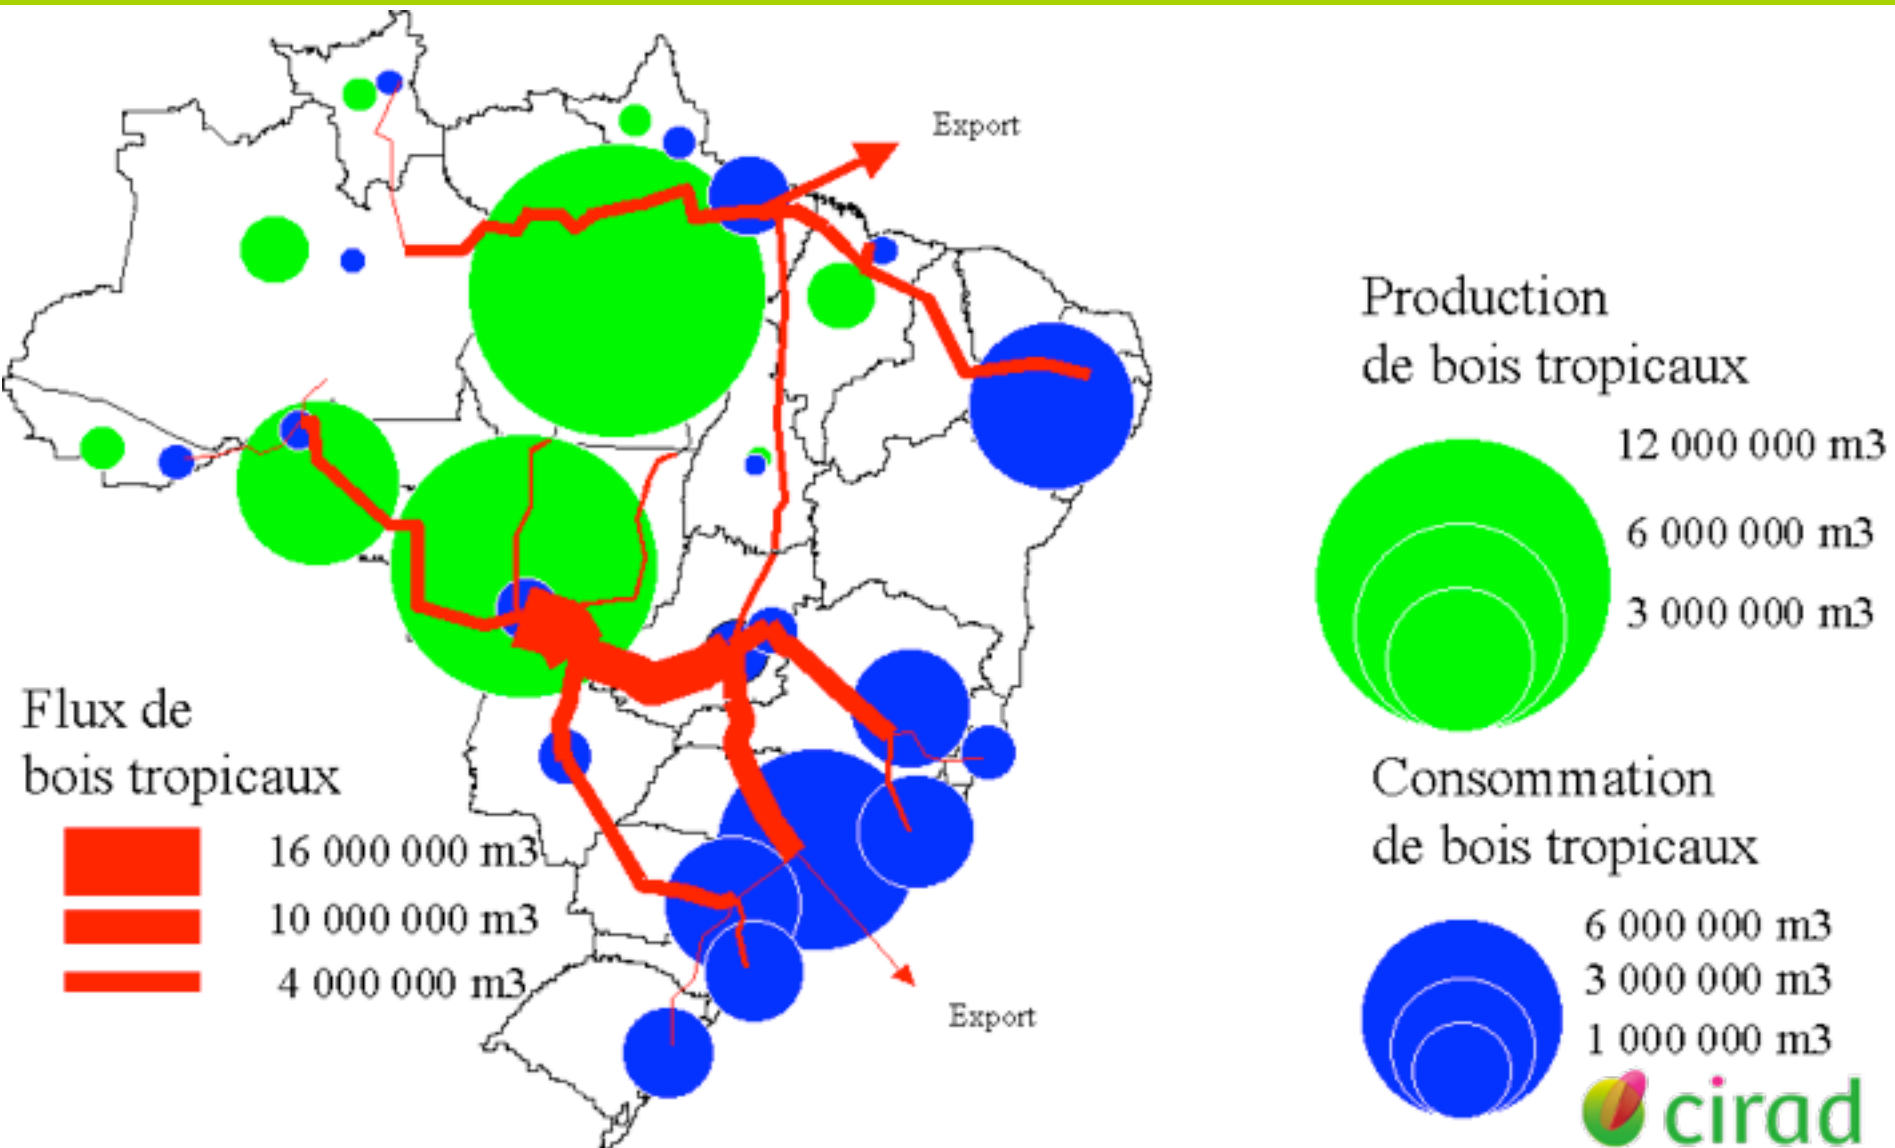 Export
Production
de bois tropicaux
12 000 000 m3
6 000 000 m3
3 000 000 m3
Flux de
bois tropicaux
16 000 000 m3
10 000 000 m3
4 000 000 m3
Consommation
de bois tropicaux
6 000 000 m3
3 000 000 m3
1 000 000 m3
Export
cirad